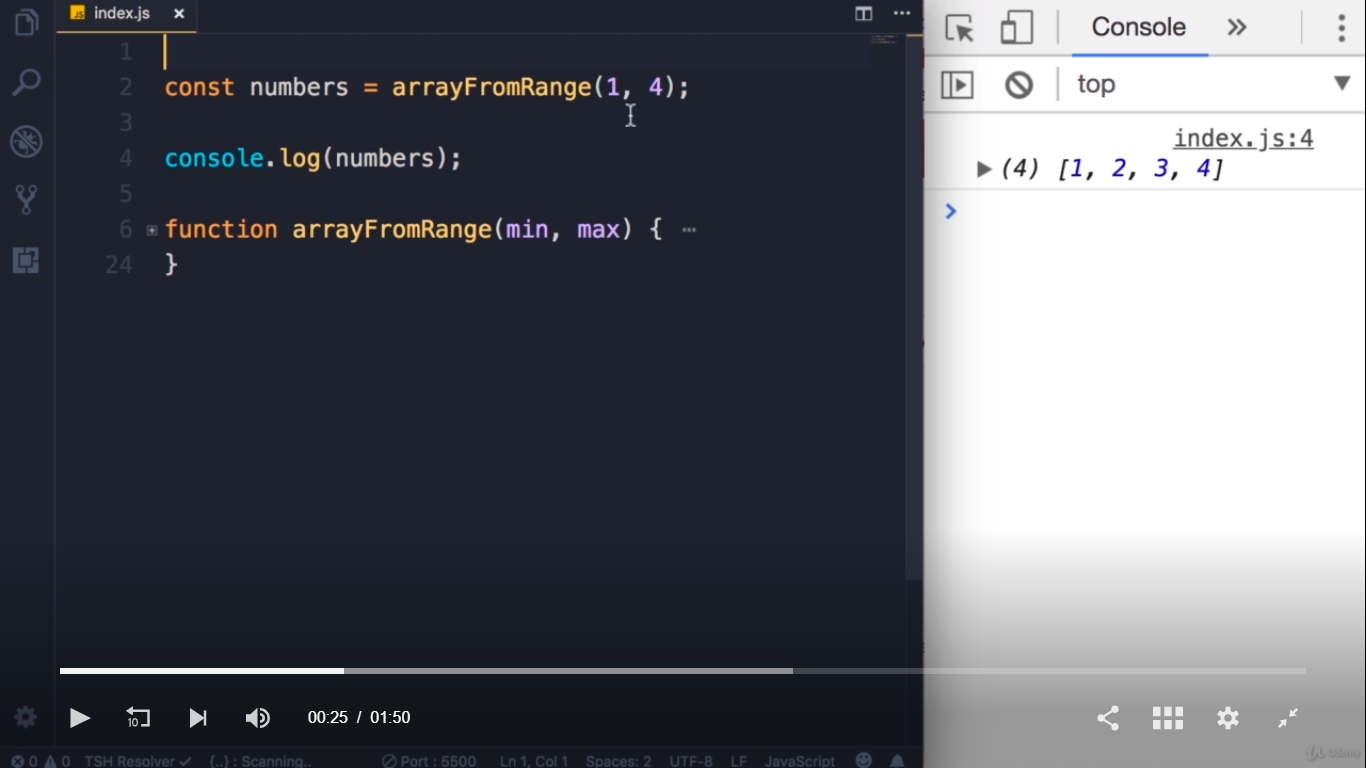 JS index.js ×
1
2 const numbers = arrayFromRange(1, 4);
3
4 console.log(numbers);
5
6 function arrayFromRange(min, max) { ⋯
24 }
Console »
top
index.js:4
(4) [1, 2, 3, 4]
10
00:25 / 01:50
0 0 TSH Resolver ✓ {..} : Scanning.. Port : 5500 Ln 1, Col 1 Spaces: 2 UTF-8 LF JavaScript
Udemy